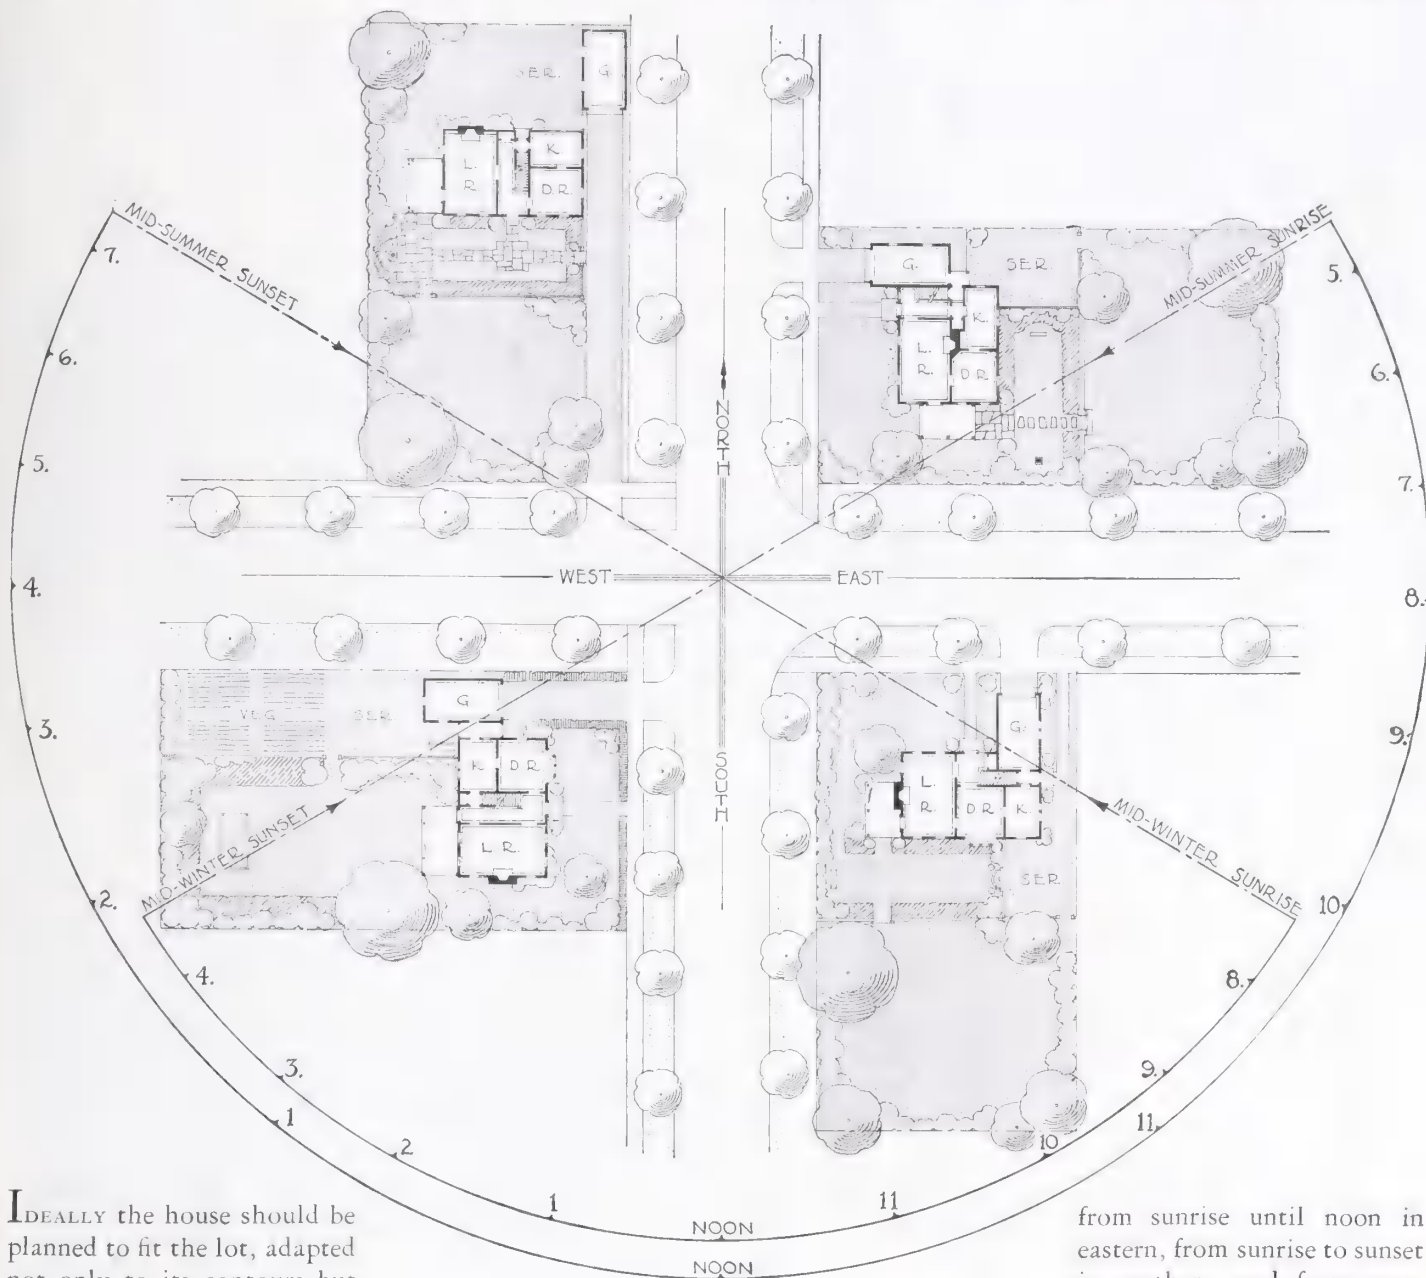 SER.
G.
L.
R.
K.
D.R.
MID-SUMMER SUNSET
MID-SUMMER SUNRISE
G.
SER.
K.
L.
R.
D.R.
7.
6.
5.
4.
3.
2.
5.
6.
7.
8.
9.
10.
NORTH
WEST
EAST
SOUTH
VEG.
SER.
G.
K.
D.R.
L.R.
MID-WINTER SUNSET
G.
L.
R.
D.R.
K.
SER.
MID-WINTER SUNRISE
4.
3.
2
1
8.
9.
10
11
1
11.
NOON
NOON
IDEALLY the house should be
planned to fit the lot, adapted
from sunrise until noon in
eastern, from sunrise to sunset